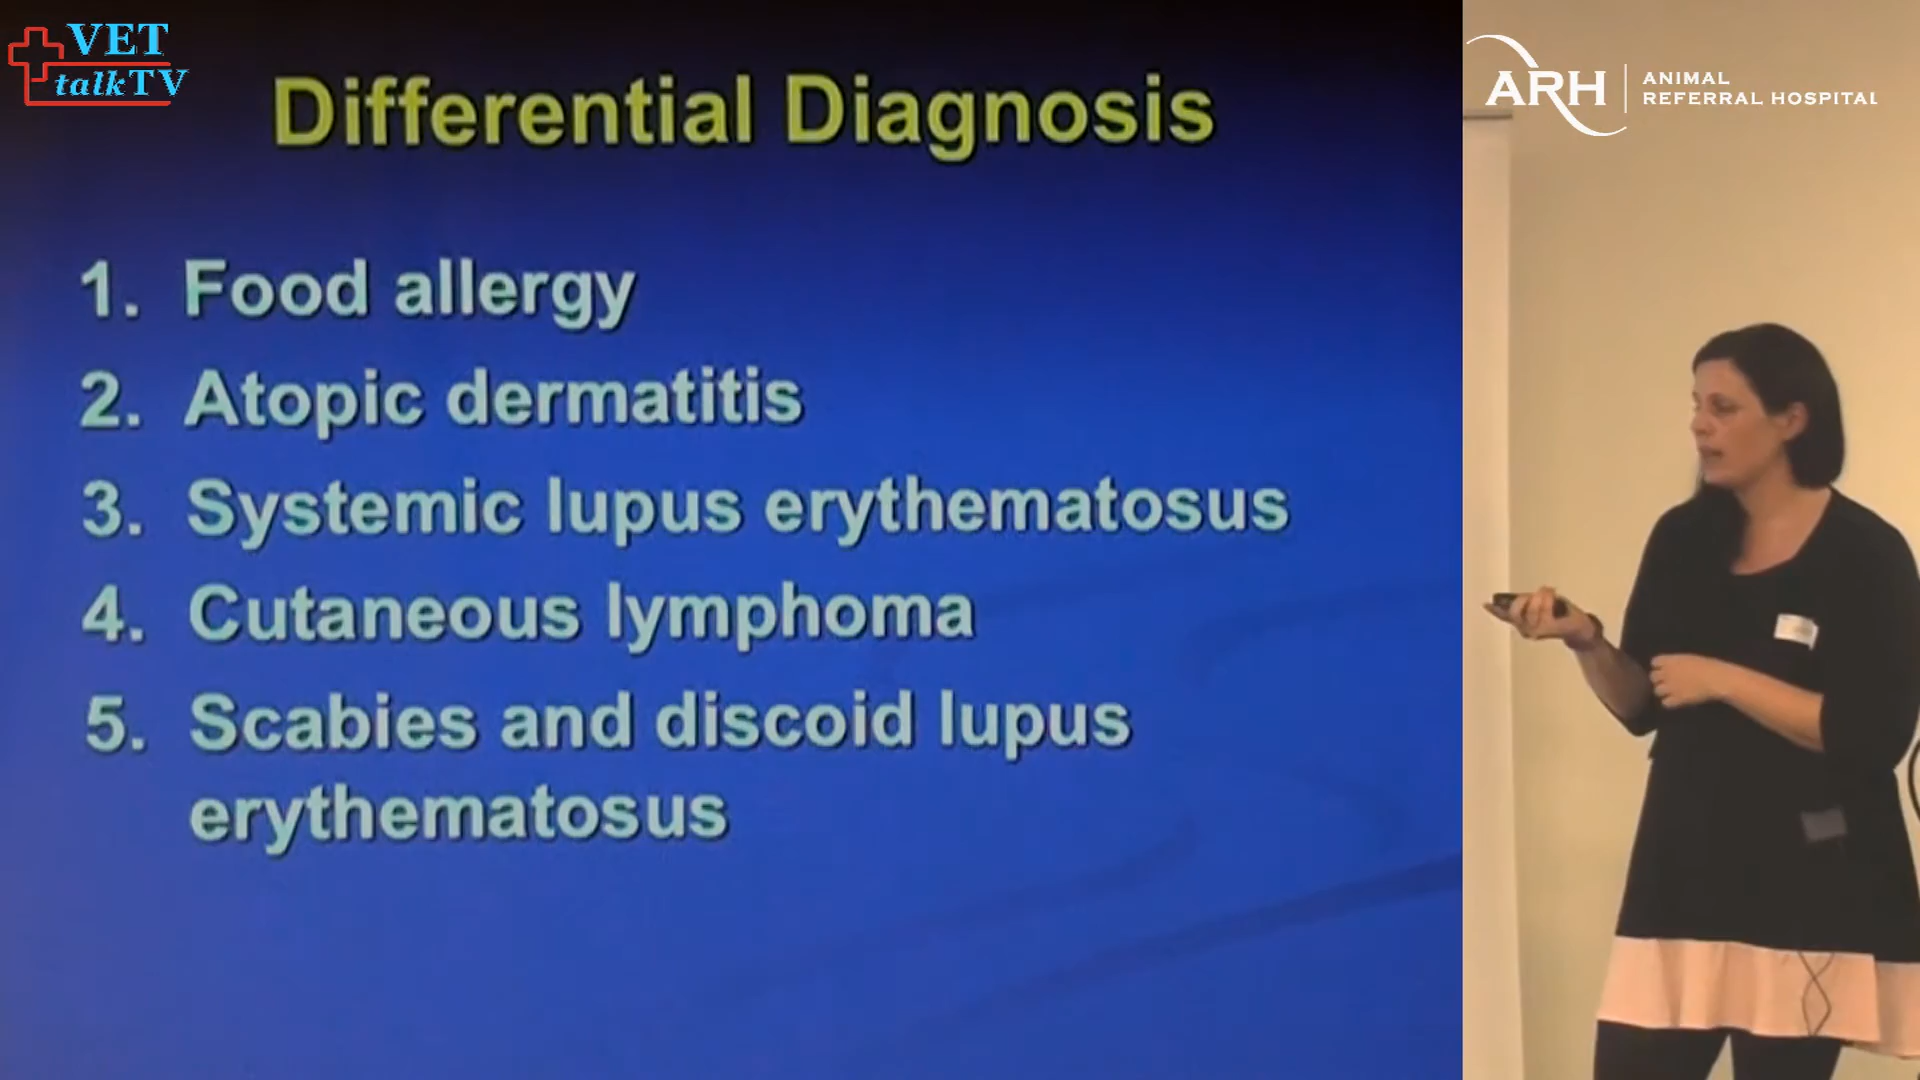 VET
talkTV
ARH
ANIMAL
REFERRAL HOSPITAL
Differential Diagnosis
1. Food allergy
2. Atopic dermatitis
3. Systemic lupus erythematosus
4. Cutaneous lymphoma
5. Scabies and discoid lupus
erythematosus